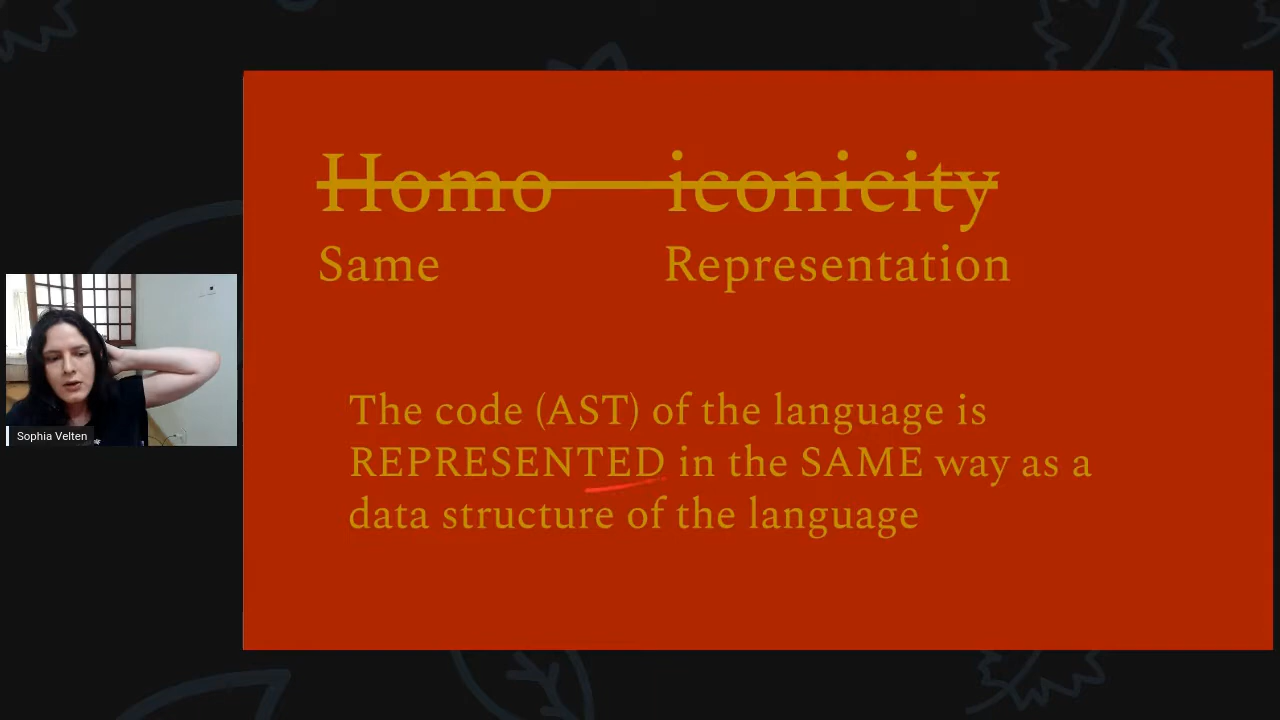 Homo iconicity
Same Representation
The code (AST) of the language is
REPRESENTED in the SAME way as a
data structure of the language
Sophia Velten